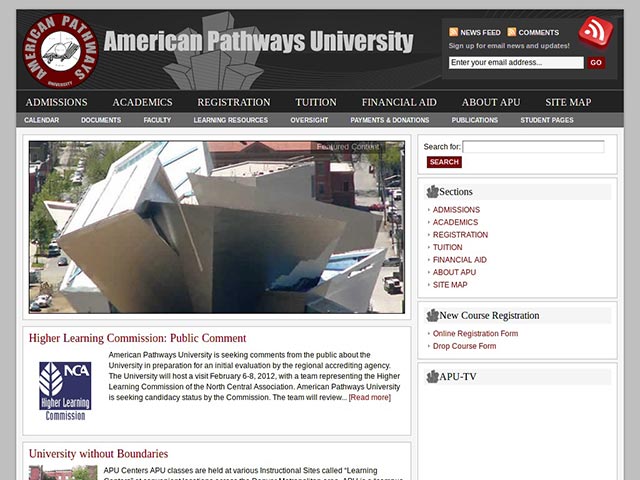 AMERICAN PATHWAYS
UNIVERSITY
American Pathways University
NEWS FEED
COMMENTS
Sign up for email news and updates!
Enter your email address...
GO
ADMISSIONS
ACADEMICS
REGISTRATION
TUITION
FINANCIAL AID
ABOUT APU
SITE MAP
CALENDAR
DOCUMENTS
FACULTY
LEARNING RESOURCES
OVERSIGHT
PAYMENTS & DONATIONS
PUBLICATIONS
STUDENT PAGES
Featured Content
Higher Learning Commission: Public Comment
NCA
Higher Learning
Commission
American Pathways University is seeking comments from the public about the
University in preparation for an initial evaluation by the regional accrediting agency.
The University will host a visit February 6-8, 2012, with a team representing the Higher
Learning Commission of the North Central Association. American Pathways University
is seeking candidacy status by the Commission. The team will review... [Read more]
University without Boundaries
APU Centers APU classes are held at various Instructional Sites called “Learning
Search for:
SEARCH
Sections
ADMISSIONS
ACADEMICS
REGISTRATION
TUITION
FINANCIAL AID
ABOUT APU
SITE MAP
New Course Registration
Online Registration Form
Drop Course Form
APU-TV